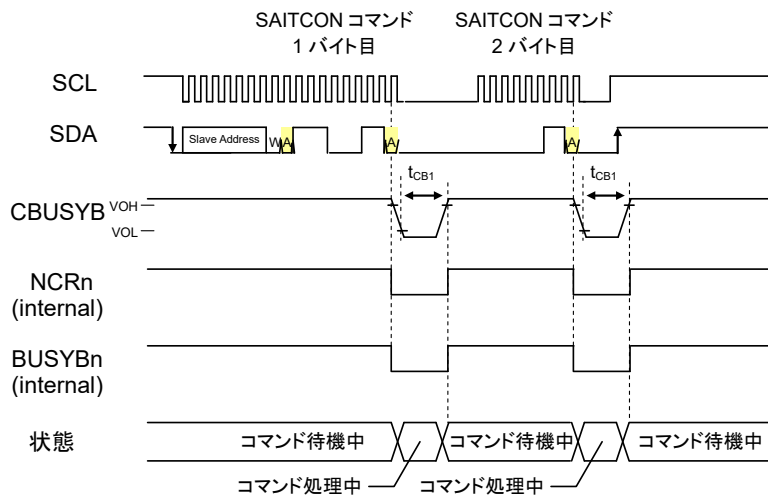 SAITCON コマンド
1 バイト目
SAITCON コマンド
2 バイト目
SCL
SDA
Slave Address
W
A
A
A
tCB1
tCB1
CBUSYB
VOH
VOL
NCRn
(internal)
BUSYBn
(internal)
状態
コマンド待機中
コマンド待機中
コマンド待機中
コマンド処理中
コマンド処理中